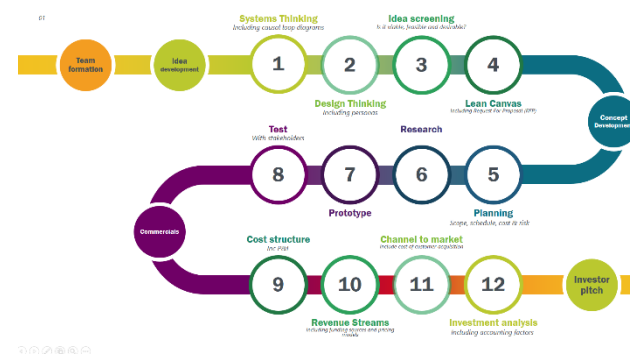 01
Systems Thinking
Including causal loop diagrams
Idea screening
Is it viable, feasible and desirable?
Team
formation
Idea
development
1
2
3
4
Design Thinking
Including personas
Lean Canvas
Including Request For Proposal (RFP)
Concept
Development
Test
With stakeholders
Research
8
7
6
5
Prototype
Planning
Scope, schedule, cost & risk
Commercials
Cost structure
Inc P&L
Channel to market
Include cost of customer acquisition
9
10
11
12
Investor
pitch
Revenue Streams
Including funding sources and pricing
models
Investment analysis
Including accounting factors